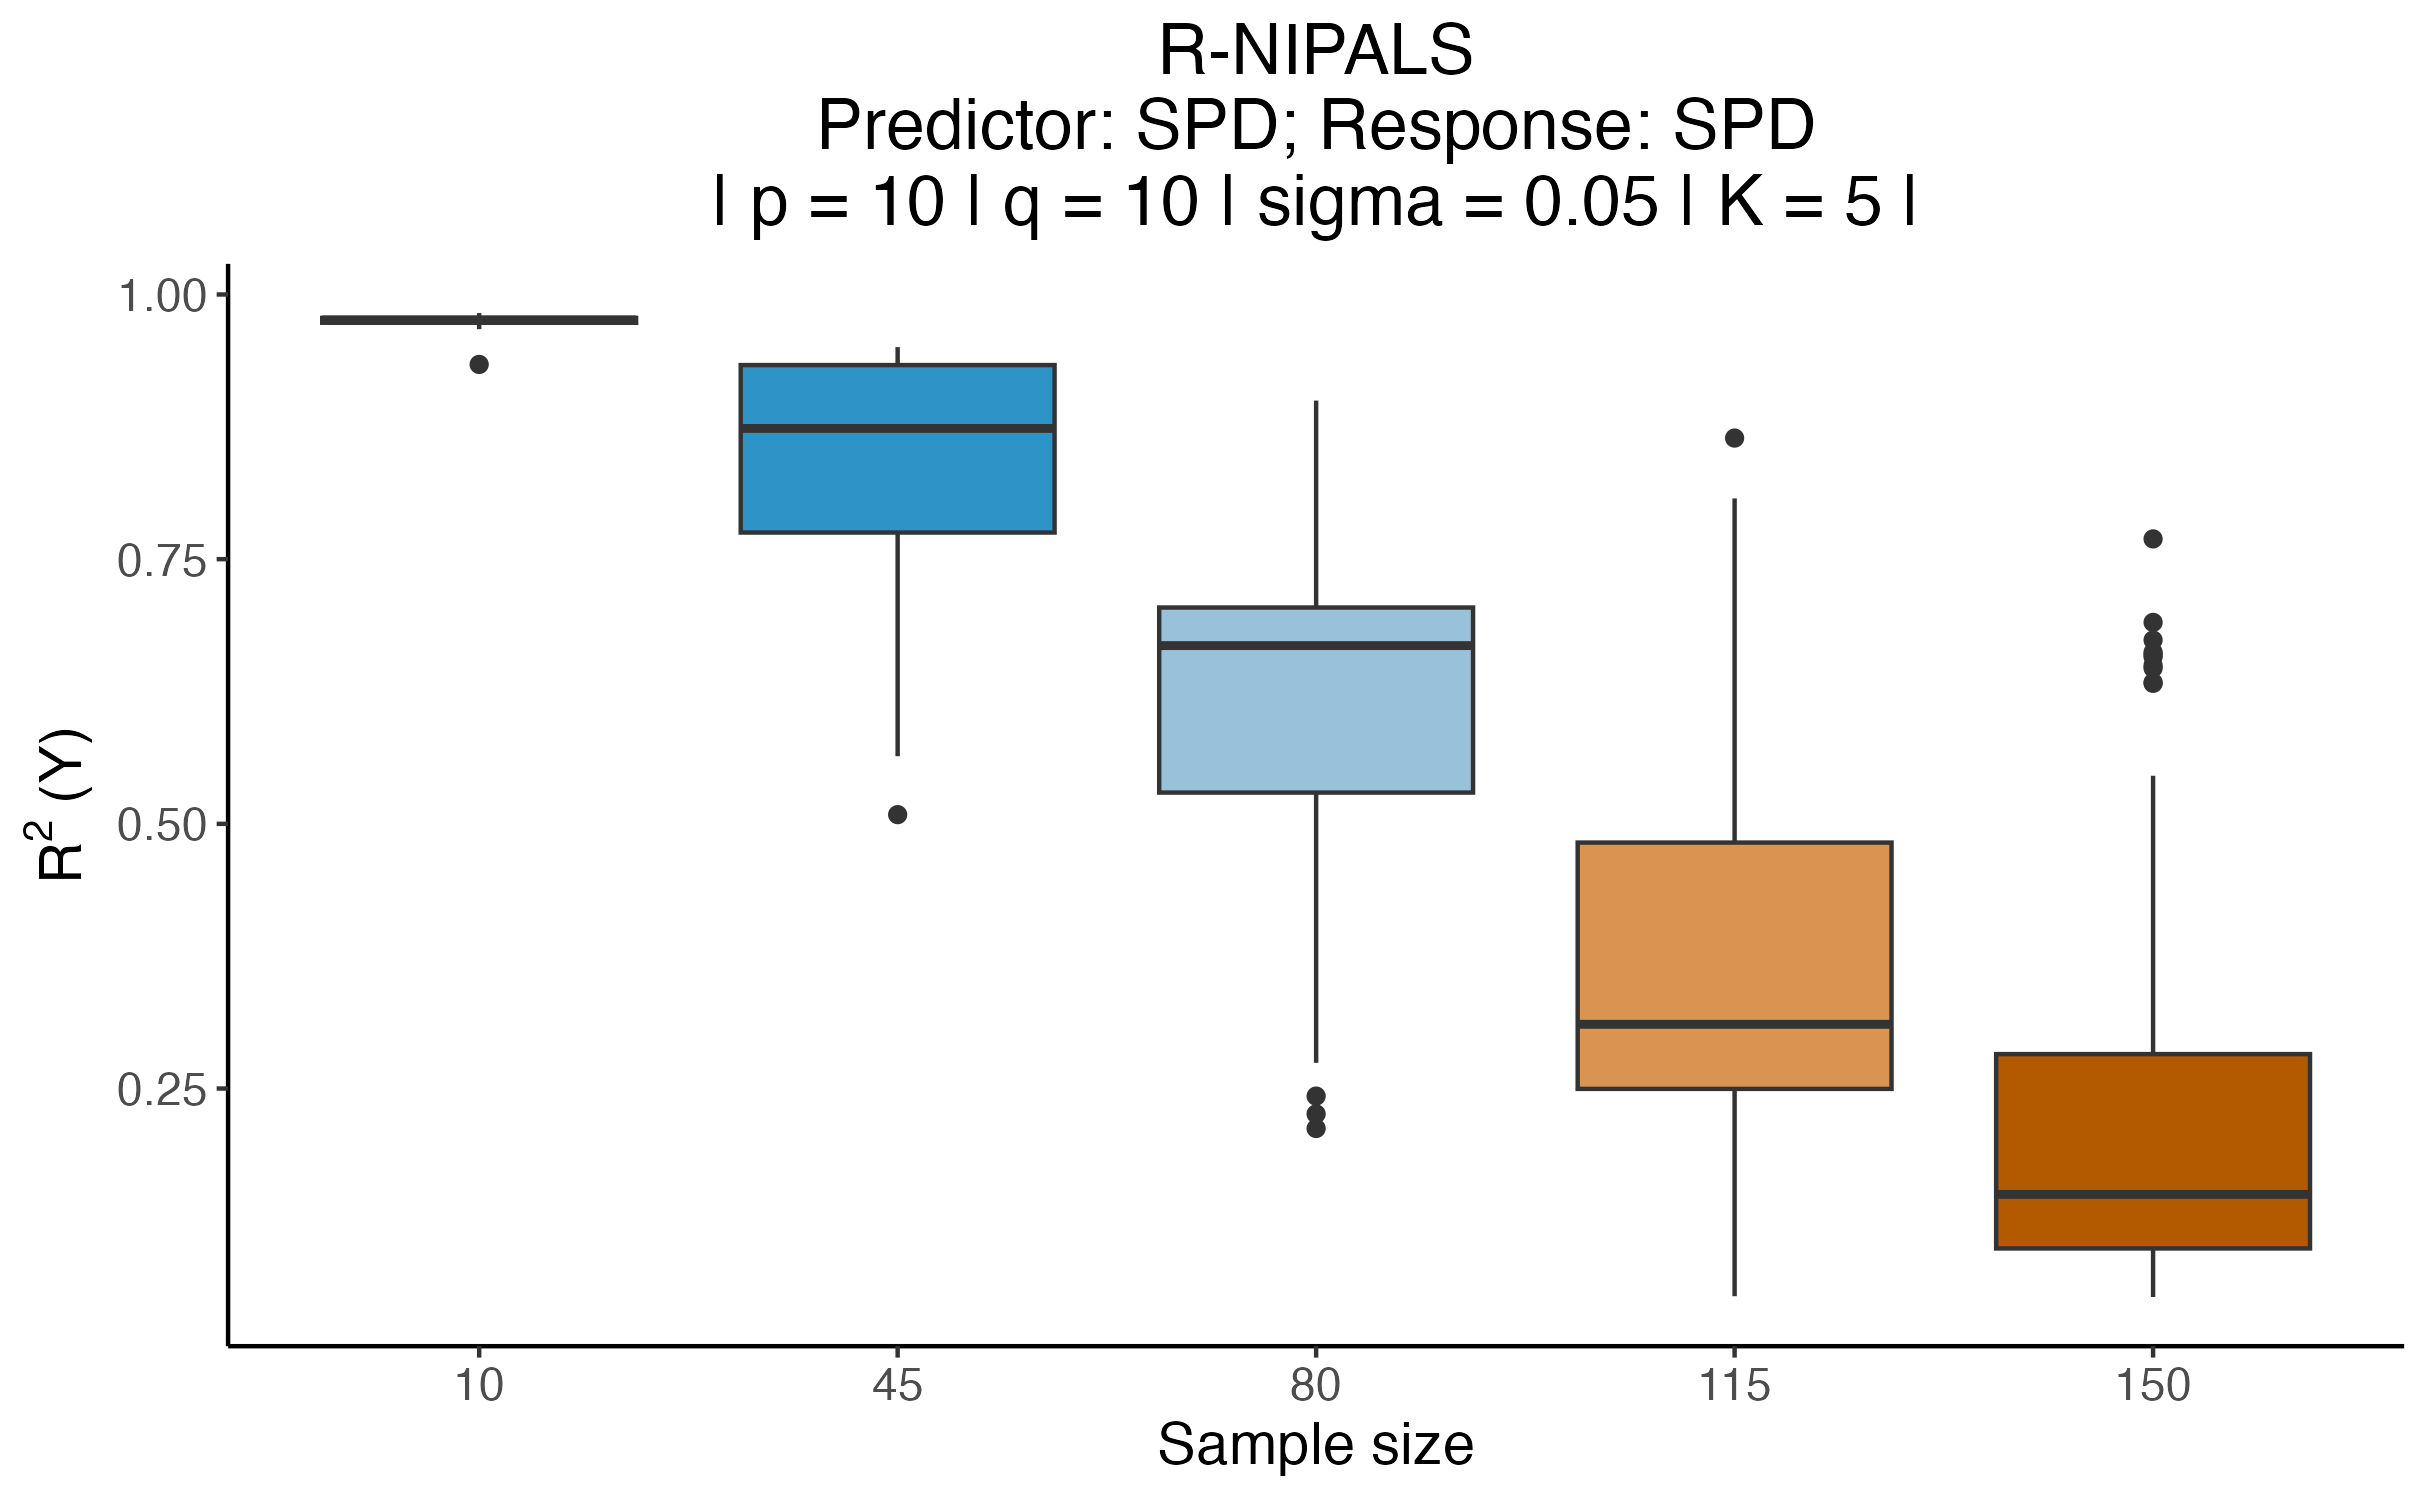 R-NIPALS
Predictor: SPD; Response: SPD
| p = 10 | q = 10 | sigma = 0.05 | K = 5 |
R² (Y)
1.00
0.75
0.50
0.25
10 45 80 115 150
Sample size